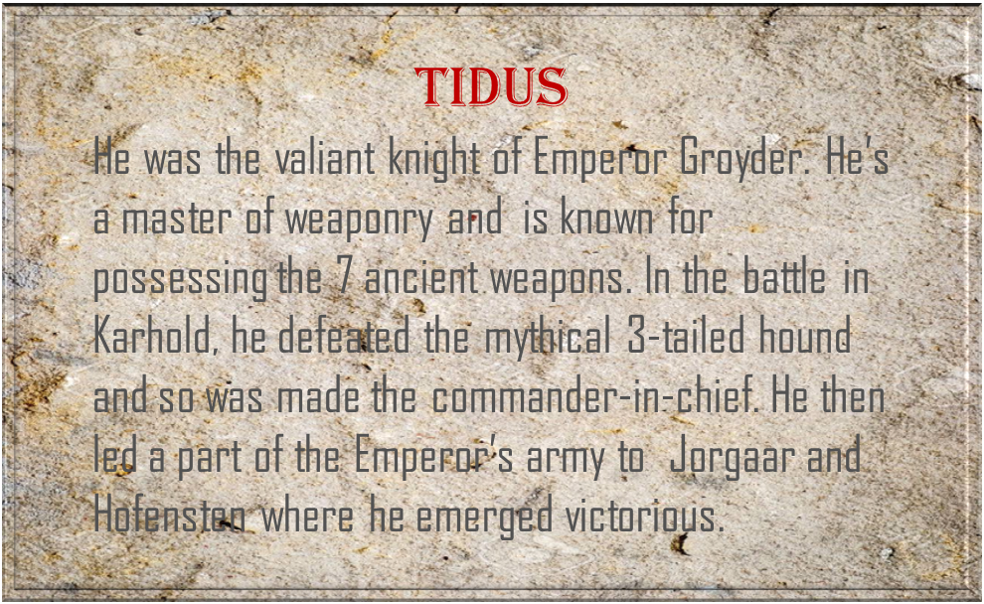 TIDUS
He was the valiant knight of Emperor Groyder. He's
a master of weaponry and is known for
possessing the 7 ancient weapons. In the battle in
Karhold, he defeated the mythical 3-tailed hound
and so was made the commander-in-chief. He then
led a part of the Emperor's army to Jorgaar and
Hofensten where he emerged victorious.